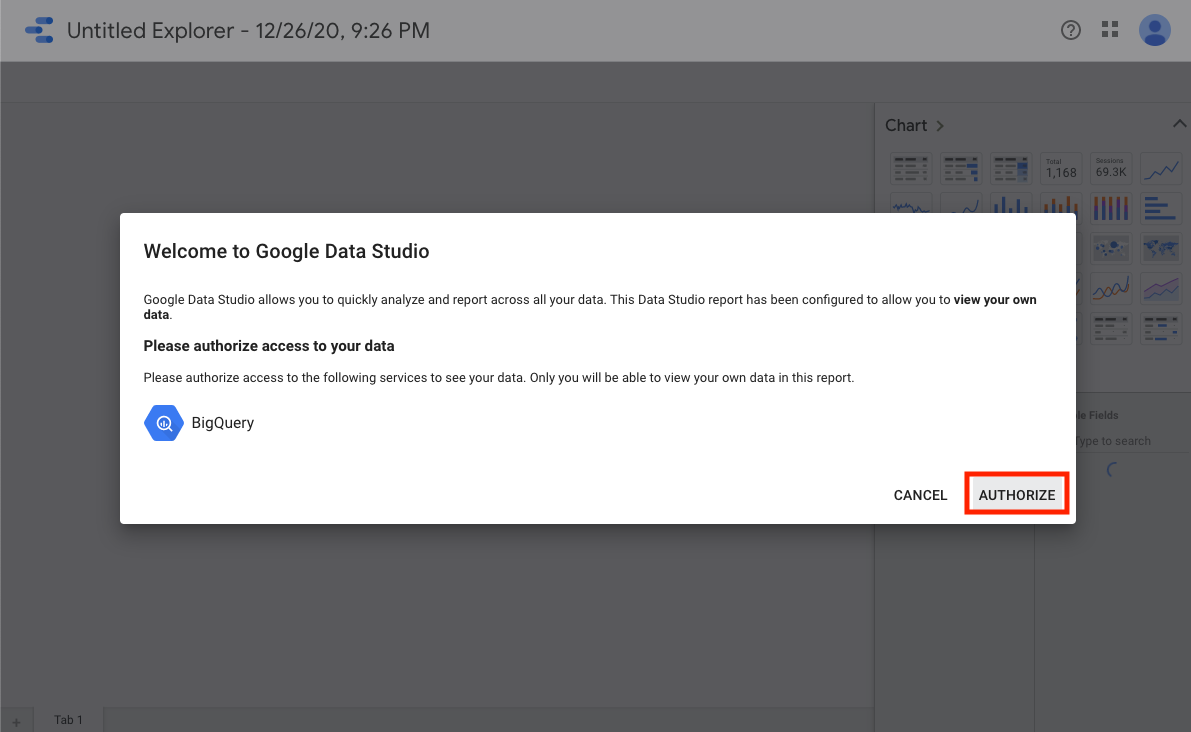 Untitled Explorer - 12/26/20, 9:26 PM
Chart
Total
1,168
Sessions
69.3K
Welcome to Google Data Studio
Google Data Studio allows you to quickly analyze and report across all your data. This Data Studio report has been configured to allow you to view your own
data.
Please authorize access to your data
Please authorize access to the following services to see your data. Only you will be able to view your own data in this report.
BigQuery
Fields
Type to search
CANCEL
AUTHORIZE
+
Tab 1